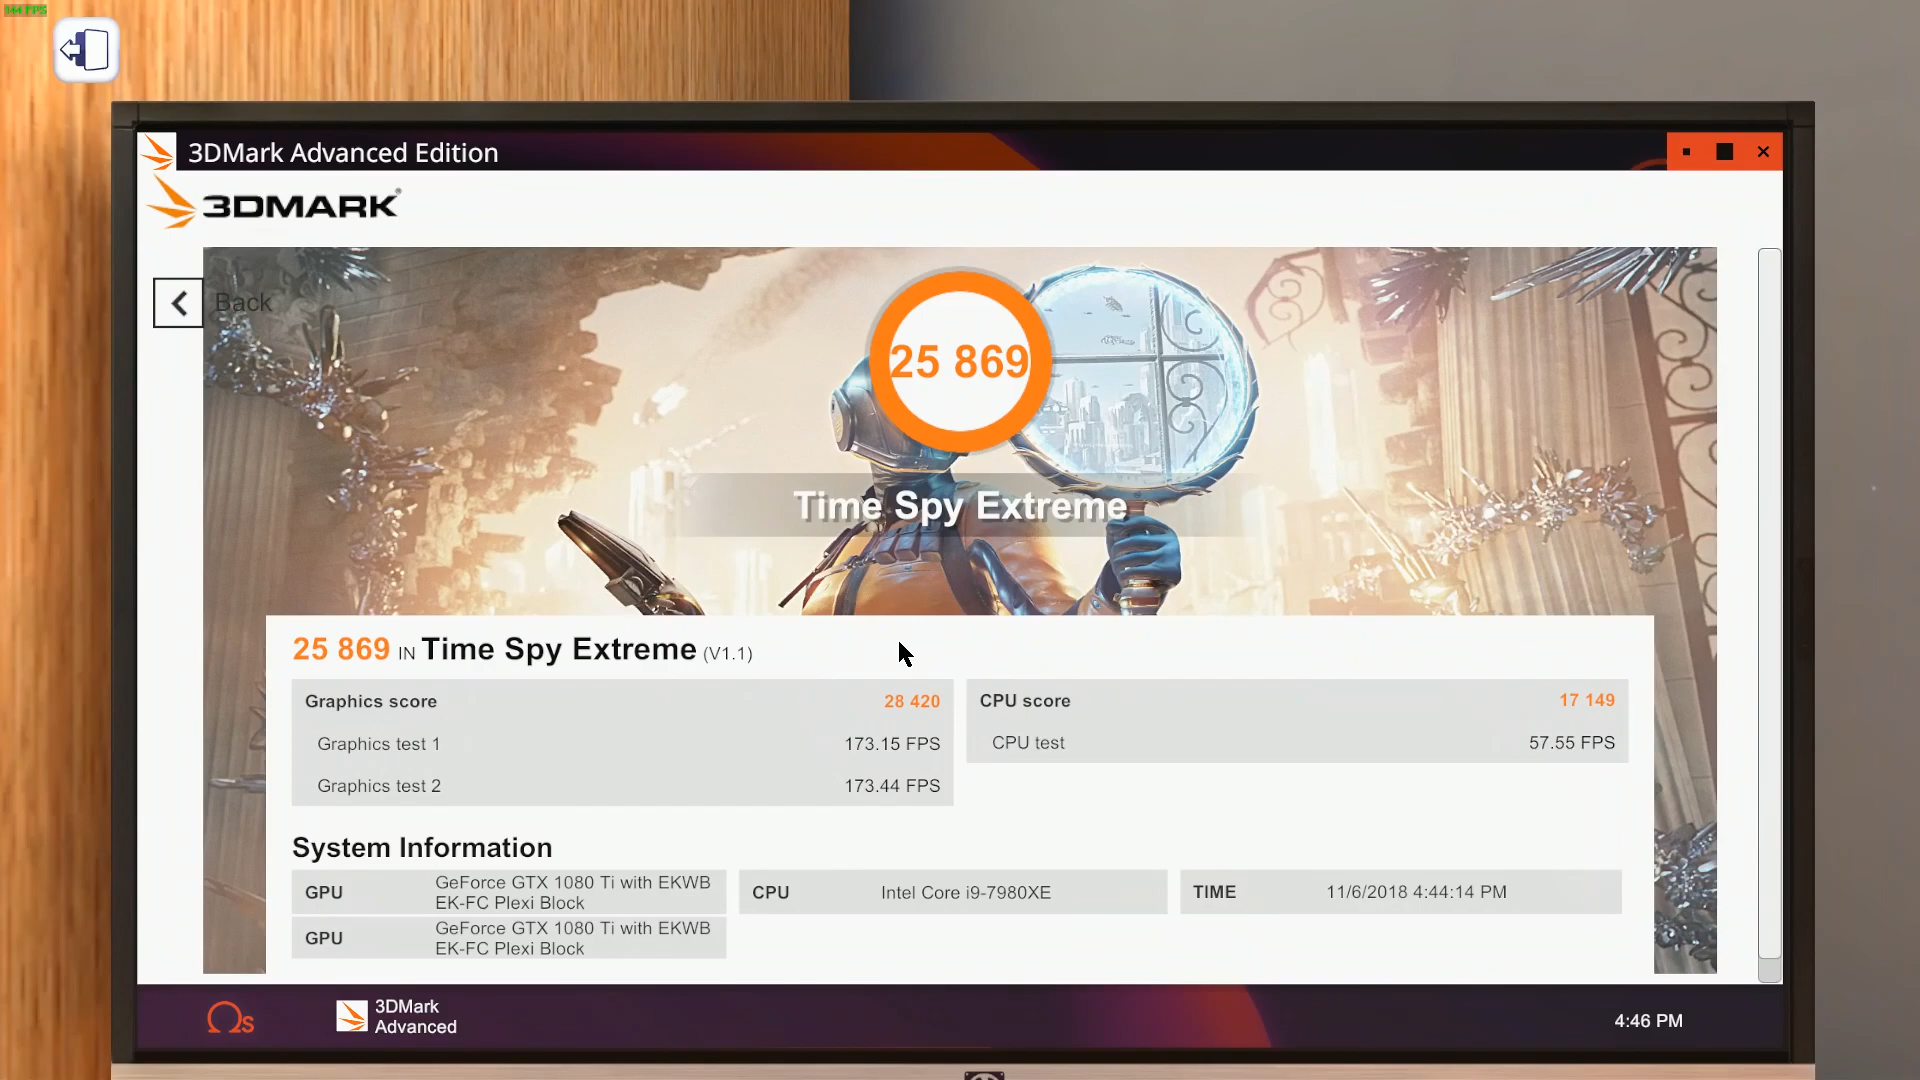 144 FPS
3DMark Advanced Edition
3DMARK®
Back
25 869
Time Spy Extreme
25 869 IN Time Spy Extreme (V1.1)
Graphics score 28 420
Graphics test 1 173.15 FPS
Graphics test 2 173.44 FPS
CPU score 17 149
CPU test 57.55 FPS
System Information
GPU GeForce GTX 1080 Ti with EKWB
EK-FC Plexi Block
GPU GeForce GTX 1080 Ti with EKWB
EK-FC Plexi Block
CPU Intel Core i9-7980XE
TIME 11/6/2018 4:44:14 PM
Ωs
3DMark
Advanced
4:46 PM